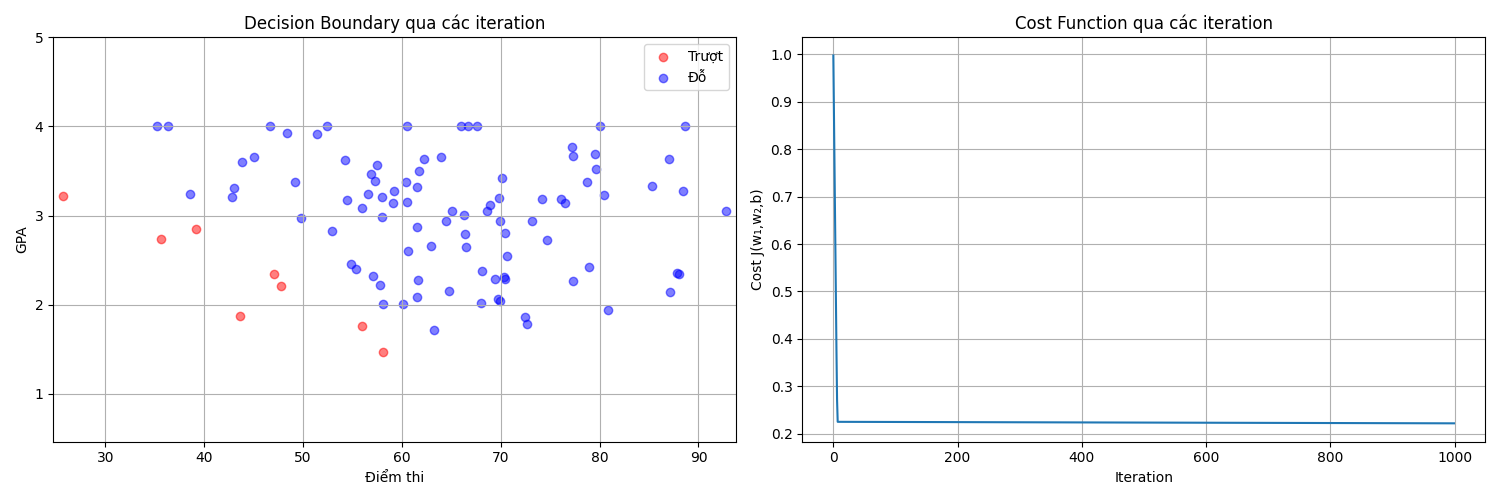 Decision Boundary qua các iteration
5
4
3
2
1
GPA
30 40 50 60 70 80 90
Điểm thi
Trượt
Đỗ
Cost Function qua các iteration
1.0
0.9
0.8
0.7
0.6
0.5
0.4
0.3
0.2
Cost J(w₁,w₂,b)
0 200 400 600 800 1000
Iteration